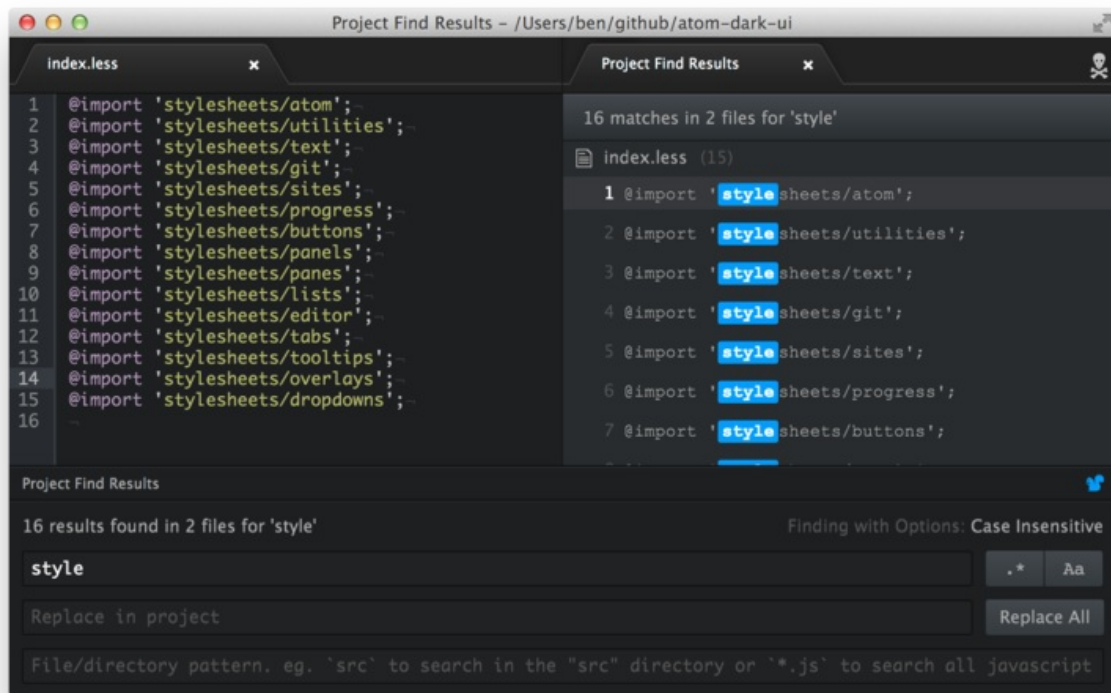 Project Find Results – /Users/ben/github/atom-dark-ui
index.less
Project Find Results
1 @import 'stylesheets/atom';
2 @import 'stylesheets/utilities';
3 @import 'stylesheets/text';
4 @import 'stylesheets/git';
5 @import 'stylesheets/sites';
6 @import 'stylesheets/progress';
7 @import 'stylesheets/buttons';
8 @import 'stylesheets/panels';
9 @import 'stylesheets/panes';
10 @import 'stylesheets/lists';
11 @import 'stylesheets/editor';
12 @import 'stylesheets/tabs';
13 @import 'stylesheets/tooltips';
14 @import 'stylesheets/overlays';
15 @import 'stylesheets/dropdowns';
16
16 matches in 2 files for 'style'
index.less (15)
1 @import 'stylesheets/atom';
2 @import 'stylesheets/utilities';
3 @import 'stylesheets/text';
4 @import 'stylesheets/git';
5 @import 'stylesheets/sites';
6 @import 'stylesheets/progress';
7 @import 'stylesheets/buttons';
Project Find Results
16 results found in 2 files for 'style'
Finding with Options: Case Insensitive
style
.* Aa
Replace in project
Replace All
File/directory pattern. eg. `src` to search in the "src" directory or `*.js` to search all javascript